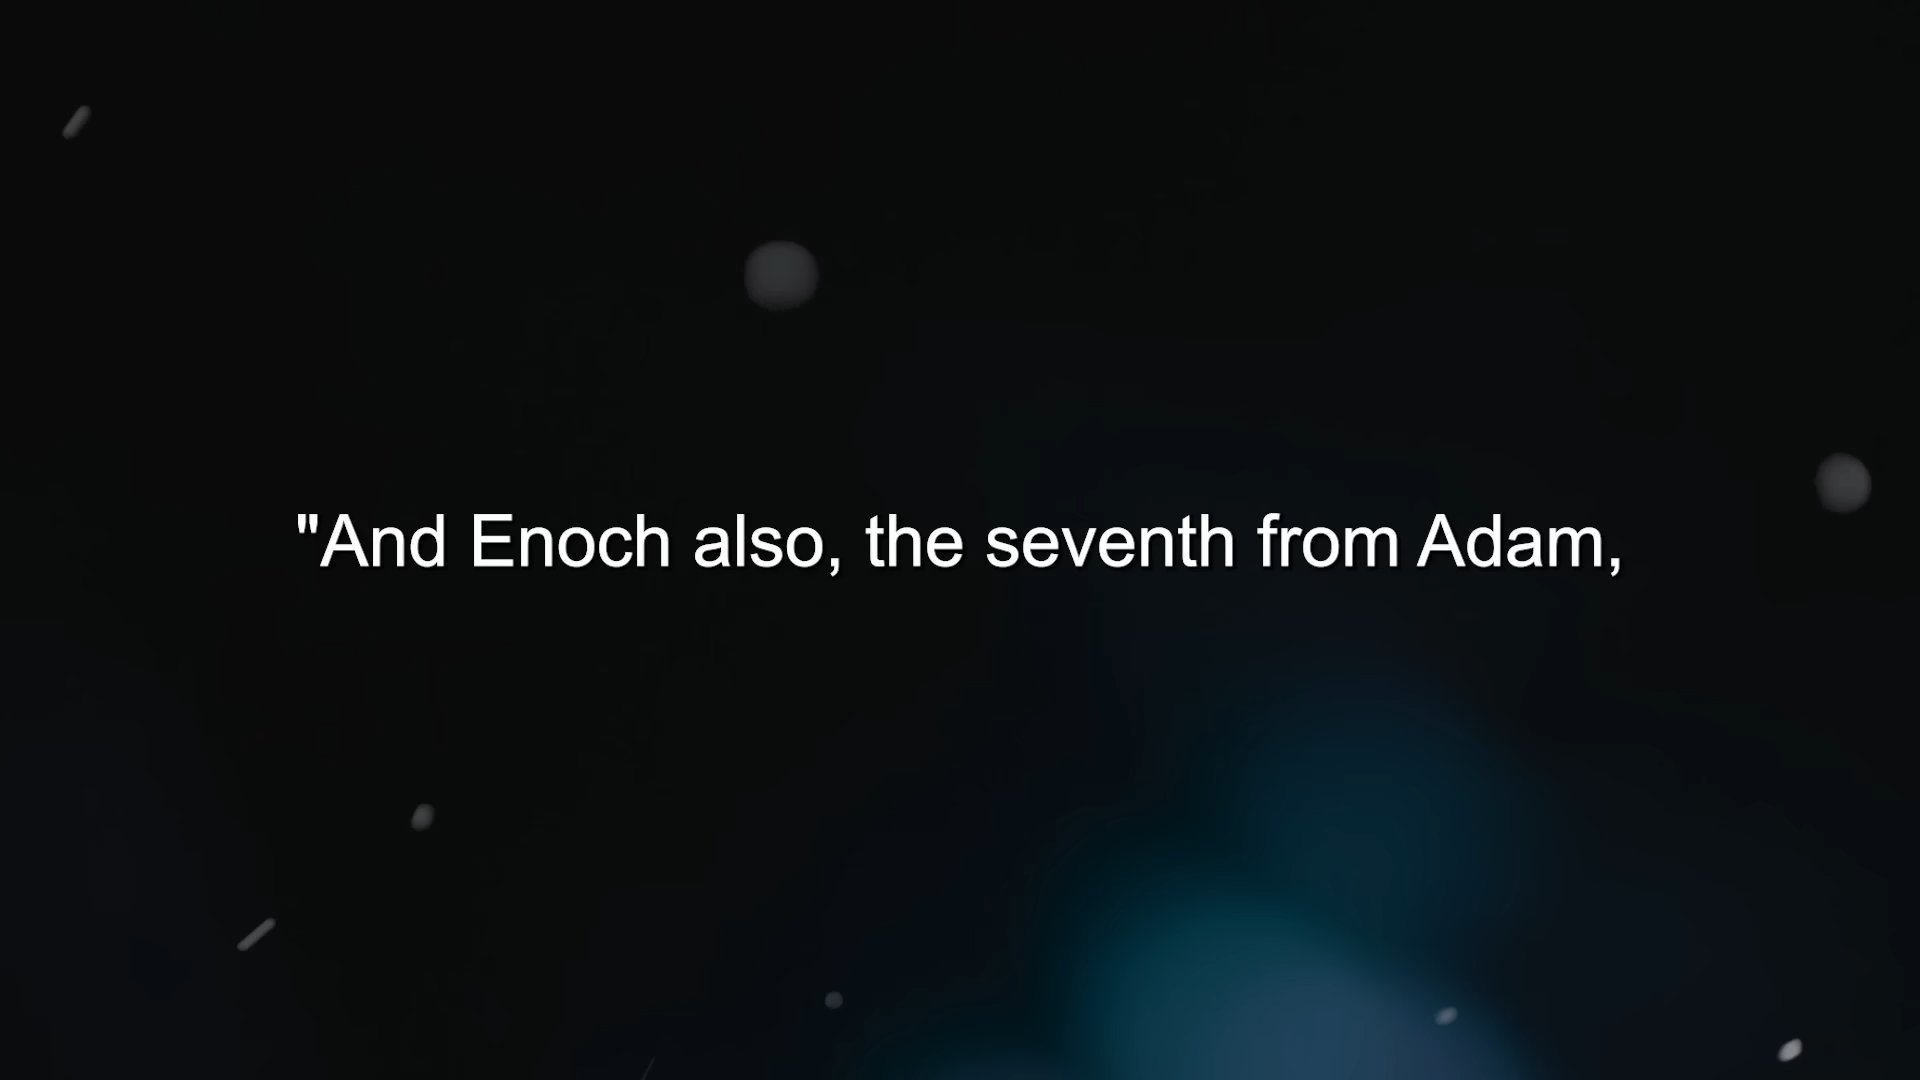 "And Enoch also, the seventh from Adam,